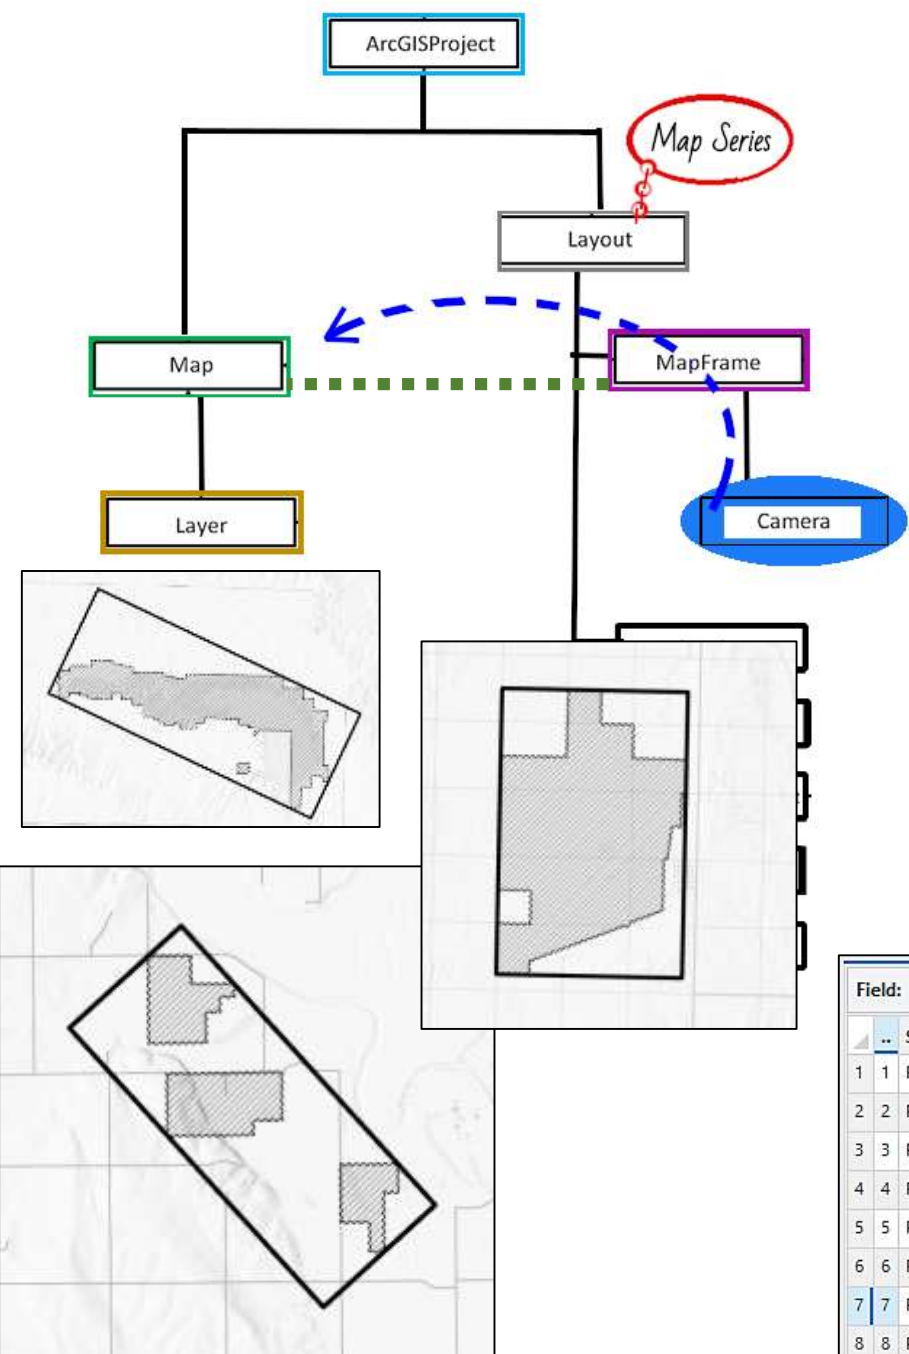 ArcGISProject
Map Series
Layout
Map
MapFrame
Layer
Camera
Field:
..
1 1
2 2
3 3
4 4
5 5
6 6
7 7
8 8